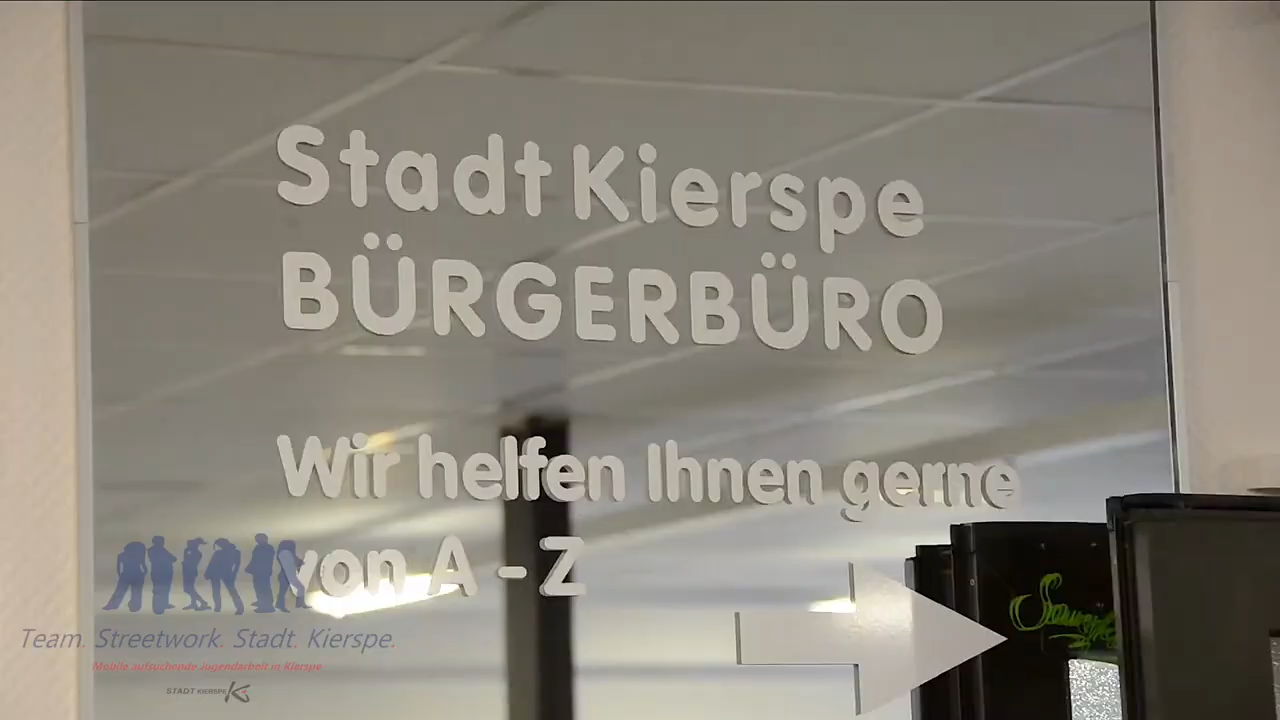 Stadt Kierspe
BÜRGERBÜRO
Wir helfen Ihnen gerne
von A - Z
Team. Streetwork. Stadt. Kierspe.
Mobile aufsuchende Jugendarbeit in Kierspe
STADT KIERSPE